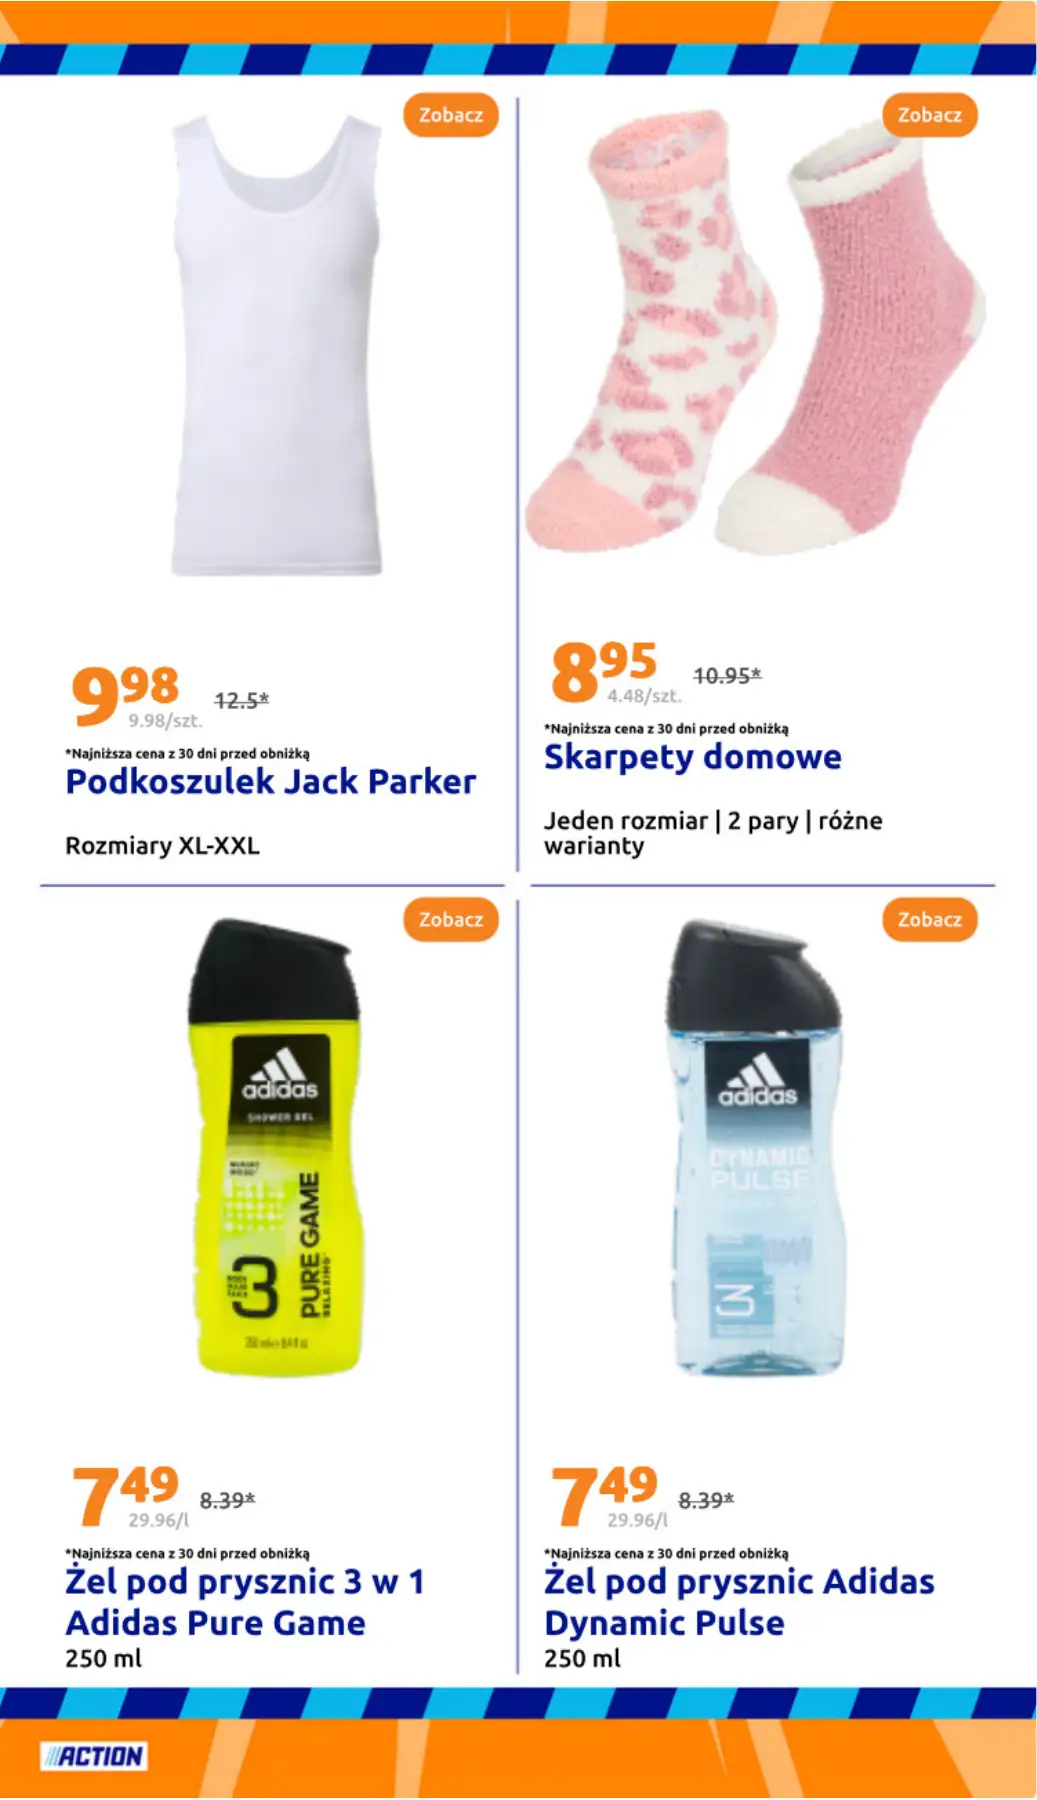 Zobacz
9 98
9.98/szt.
12.5*
*Najniższa cena z 30 dni przed obniżką
Podkoszulek Jack Parker
Rozmiary XL-XXL
Zobacz
8 95
4.48/szt.
10.95*
*Najniższa cena z 30 dni przed obniżką
Skarpety domowe
Jeden rozmiar | 2 pary | różne
warianty
Zobacz
adidas
SHOWER GEL
3
PURE GAME
RELAXING
7 49
29.96/l
8.39*
*Najniższa cena z 30 dni przed obniżką
Żel pod prysznic 3 w 1
Adidas Pure Game
250 ml
Zobacz
adidas
DYNAMIC
PULSE
3
7 49
29.96/l
8.39*
*Najniższa cena z 30 dni przed obniżką
Żel pod prysznic Adidas
Dynamic Pulse
250 ml
ACTION